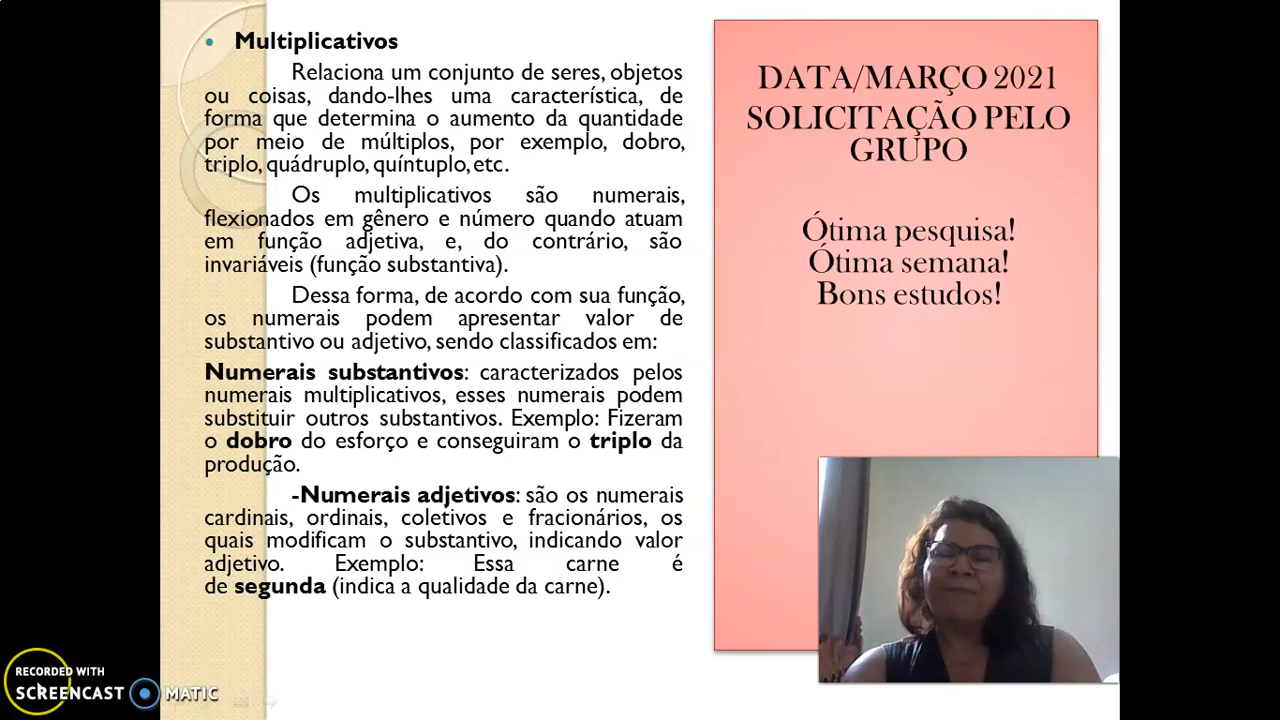 Multiplicativos
Relaciona um conjunto de seres, objetos
ou coisas, dando-lhes uma característica, de
forma que determina o aumento da quantidade
por meio de múltiplos, por exemplo, dobro,
triplo, quádruplo, quíntuplo, etc.
Os multiplicativos são numerais,
flexionados em gênero e número quando atuam
em função adjetiva, e, do contrário, são
invariáveis (função substantiva).
Dessa forma, de acordo com sua função,
os numerais podem apresentar valor de
substantivo ou adjetivo, sendo classificados em:
Numerais substantivos: caracterizados pelos
numerais multiplicativos, esses numerais podem
substituir outros substantivos. Exemplo: Fizeram
o dobro do esforço e conseguiram o triplo da
produção.
-Numerais adjetivos: são os numerais
cardinais, ordinais, coletivos e fracionários, os
quais modificam o substantivo, indicando valor
adjetivo. Exemplo: Essa carne é
de segunda (indica a qualidade da carne).
DATA/MARÇO 2021
SOLICITAÇÃO PELO
GRUPO
Ótima pesquisa!
Ótima semana!
Bons estudos!
RECORDED WITH
SCREENCAST MATIC